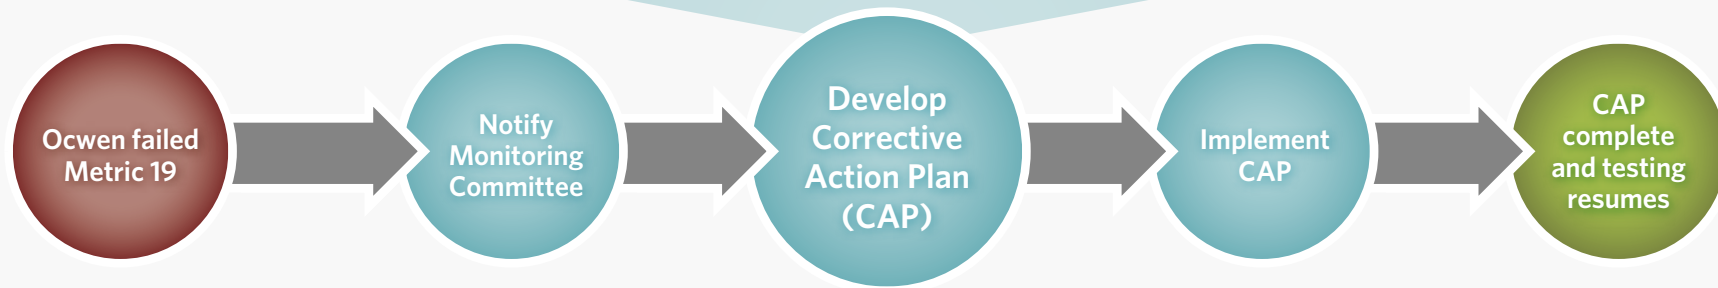 Ocwen failed
Metric 19
Notify
Monitoring
Committee
Develop
Corrective
Action Plan
(CAP)
Implement
CAP
CAP
complete
and testing
resumes